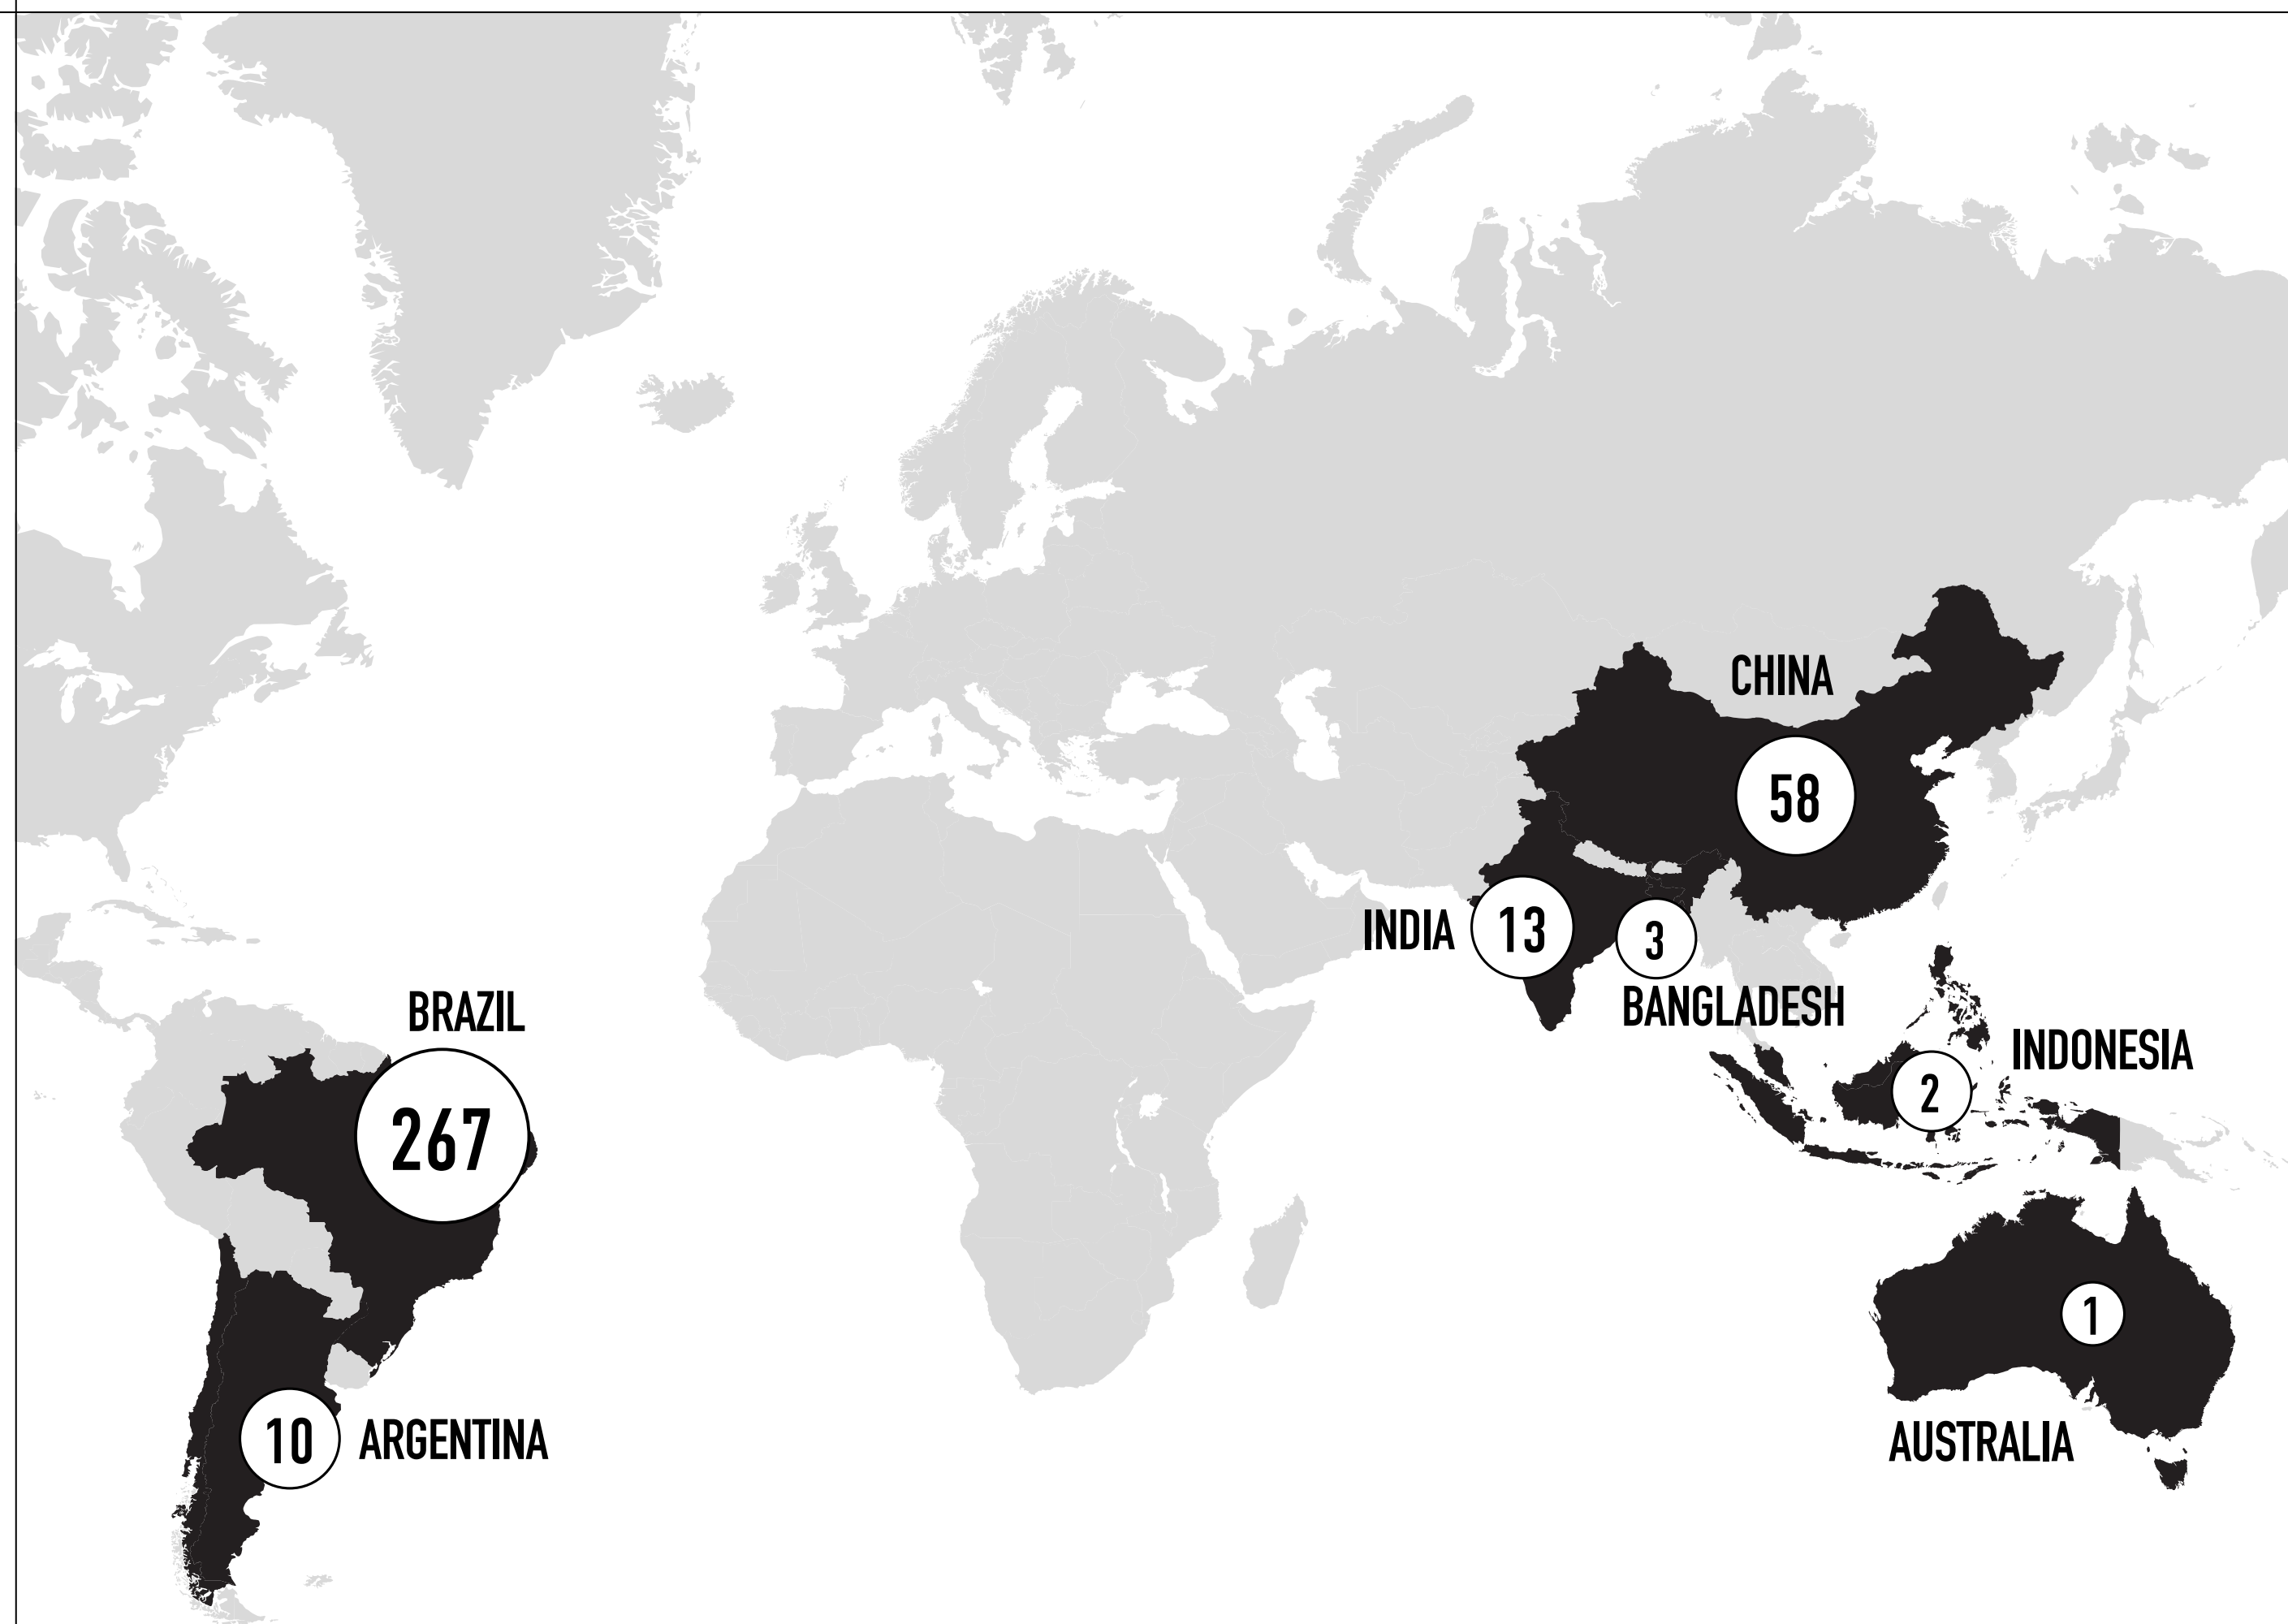 CHINA
58
INDIA
13
3
BANGLADESH
BRAZIL
267
INDONESIA
2
1
AUSTRALIA
10
ARGENTINA